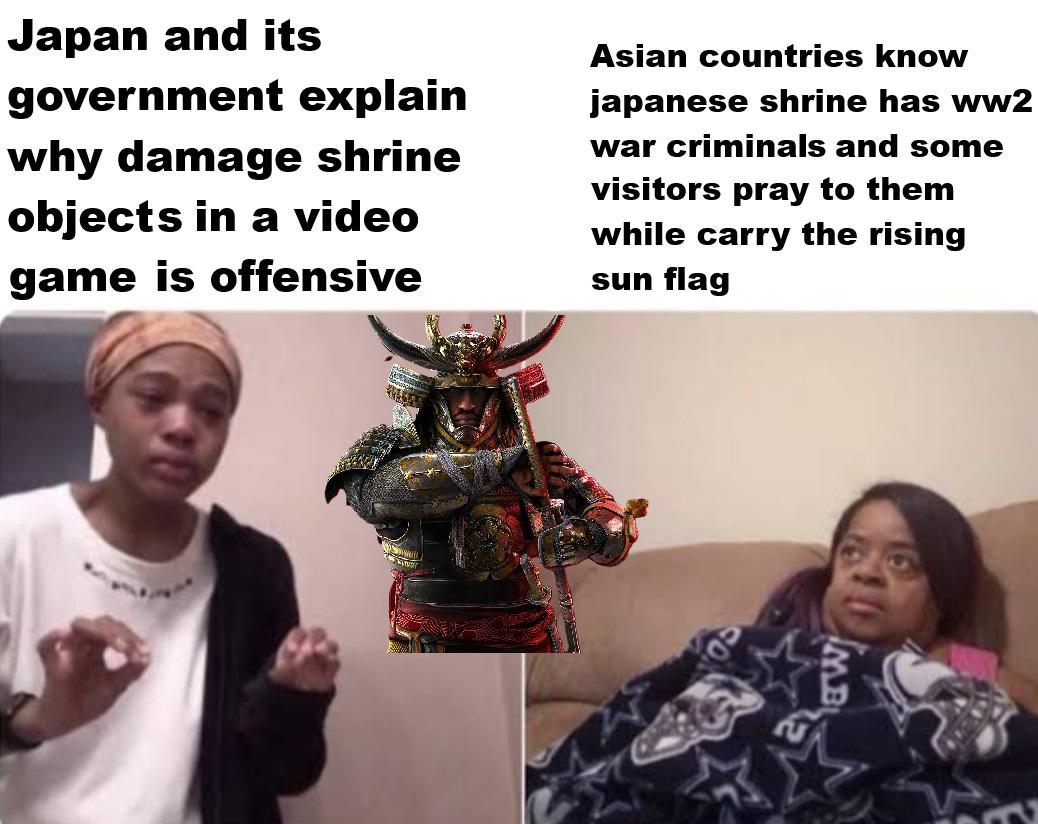 Japan and its
government explain
why damage shrine
objects in a video
game is offensive
Asian countries know
japanese shrine has ww2
war criminals and some
visitors pray to them
while carry the rising
sun flag